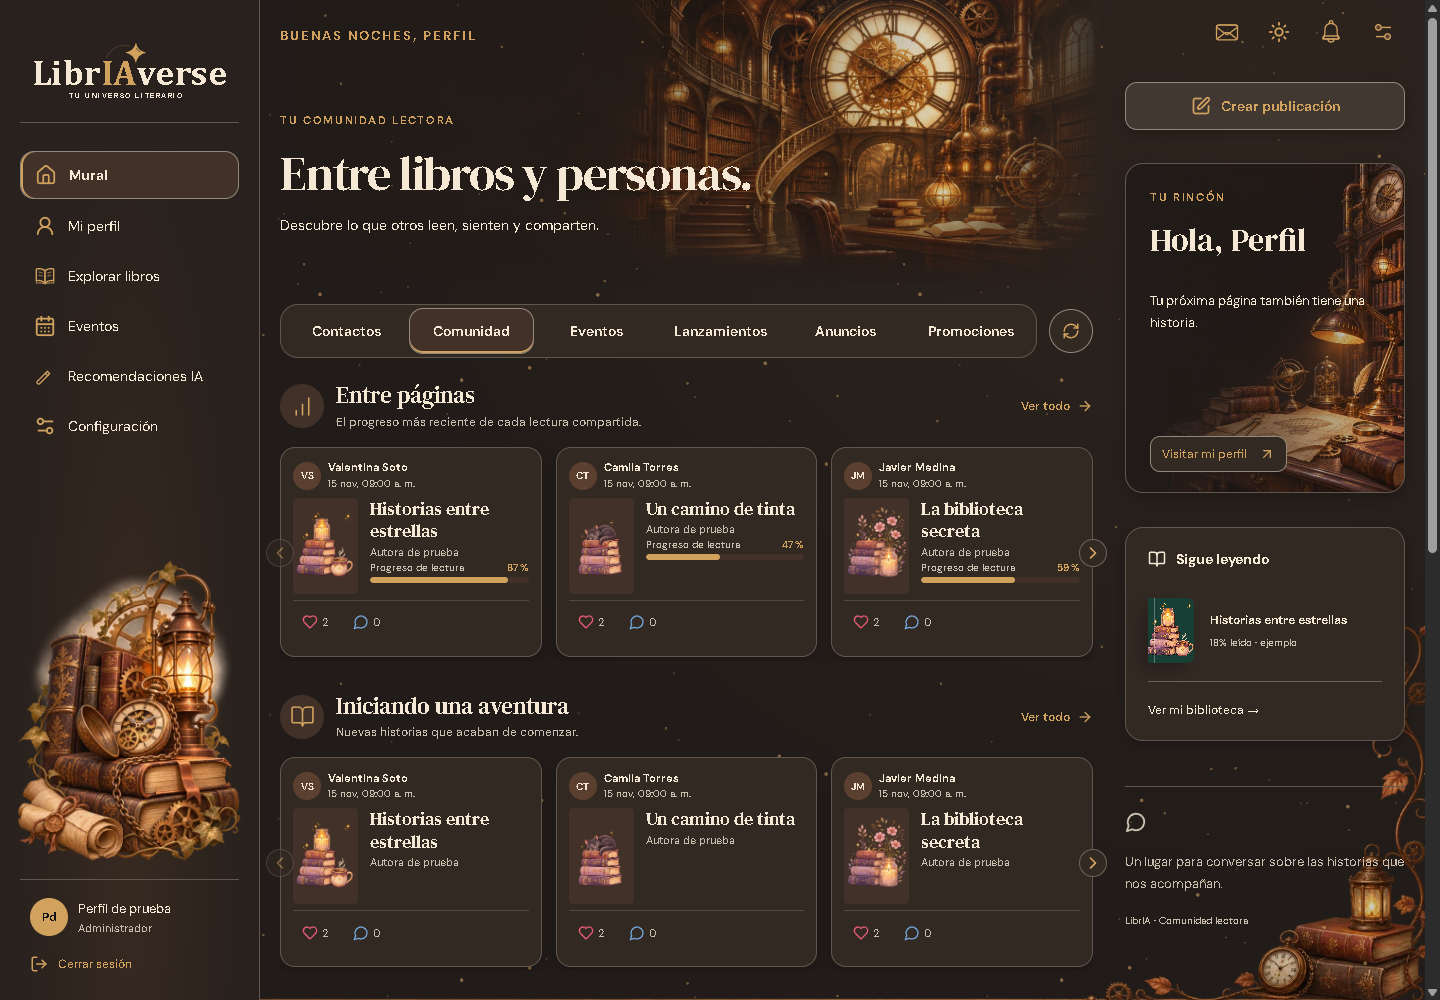 LibrIAverse
TU UNIVERSO LITERARIO
Mural
Mi perfil
Explorar libros
Eventos
Recomendaciones IA
Configuración
Pd
Perfil de prueba
Administrador
Cerrar sesión
BUENAS NOCHES, PERFIL
TU COMUNIDAD LECTORA
Entre libros y personas.
Descubre lo que otros leen, sienten y comparten.
Contactos
Comunidad
Eventos
Lanzamientos
Anuncios
Promociones
Entre páginas
El progreso más reciente de cada lectura compartida.
Ver todo →
VS
Valentina Soto
15 nov, 09:00 a. m.
Historias entre
estrellas
Autora de prueba
Progreso de lectura 87 %
2 0
CT
Camila Torres
15 nov, 09:00 a. m.
Un camino de tinta
Autora de prueba
Progreso de lectura 47 %
2 0
JM
Javier Medina
15 nov, 09:00 a. m.
La biblioteca
secreta
Autora de prueba
Progreso de lectura 59 %
2 0
Iniciando una aventura
Nuevas historias que acaban de comenzar.
Ver todo →
VS
Valentina Soto
15 nov, 09:00 a. m.
Historias entre
estrellas
Autora de prueba
2 0
CT
Camila Torres
15 nov, 09:00 a. m.
Un camino de tinta
Autora de prueba
2 0
JM
Javier Medina
15 nov, 09:00 a. m.
La biblioteca
secreta
Autora de prueba
2 0
Crear publicación
TU RINCÓN
Hola, Perfil
Tu próxima página también tiene una
historia.
Visitar mi perfil
Sigue leyendo
Historias entre estrellas
18% leído · ejemplo
Ver mi biblioteca →
Un lugar para conversar sobre las historias que
nos acompañan.
LibrIA · Comunidad lectora